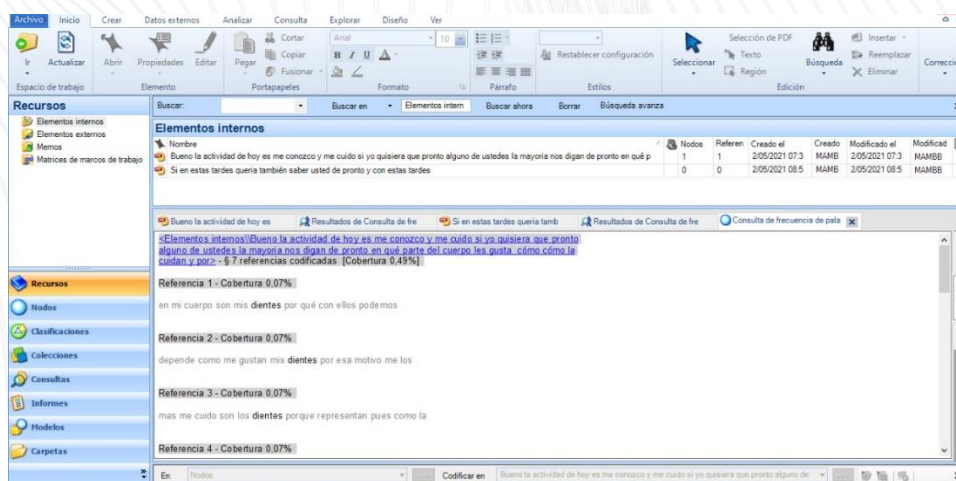 Archivo Inicio Crear Datos externos Analizar Consulta Explorar Diseño Ver
Ir Actualizar Abrir Propiedades Editar Pegar Cortar Copiar Fusionar Arial 10 Restablecer configuración Seleccionar Selección de PDF Texto Región Búsqueda Insertar Reemplazar Eliminar
Espacio de trabajo Elemento Portapapeles Formato Párrafo Estilos Edición
Recursos
Elementos internos
Elementos externos
Memos
Matrices de marcos de trabajo
Recursos
Nodos
Clasificaciones
Colecciones
Consultas
Informes
Modelos
Carpetas
Buscar: Buscar en Elementos intern Buscar ahora Borrar Búsqueda avanza
Elementos internos
Nombre Nodos Referen Creado el Creado Modificado el Modificad
Bueno la actividad de hoy es me conozco y me cuido si yo quisiera que pronto alguno de ustedes la mayoria nos digan de pronto en qué p 1 1 2/05/2021 07:3 MAMB 2/05/2021 07:3 MAMBB
Si en estas tardes queria también saber usted de pronto y con estas tardes 0 0 2/05/2021 08:5 MAMB 2/05/2021 08:5 MAMBB
Bueno la actividad de hoy es Resultados de Consulta de fre Si en estas tardes queria tamb Resultados de Consulta de fre Consulta de frecuencia de pala
<Elementos internos\\Bueno la actividad de hoy es me conozco y me cuido si yo quisiera que pronto
alguno de ustedes la mayoria nos digan de pronto en qué parte del cuerpo les gusta cómo cómo la
cuidan y por> - § 7 referencias codificadas [Cobertura 0,49%]
Referencia 1 - Cobertura 0,07%
en mi cuerpo son mis dientes por qué con ellos podemos
Referencia 2 - Cobertura 0,07%
depende como me gustan mis dientes por esa motivo me los
Referencia 3 - Cobertura 0,07%
mas me cuido son los dientes porque representan pues como la
Referencia 4 - Cobertura 0,07%
En Nodos Codificar en Bueno la actividad de hoy es me conozco y me cuido si yo quisiera que pronto alguno de